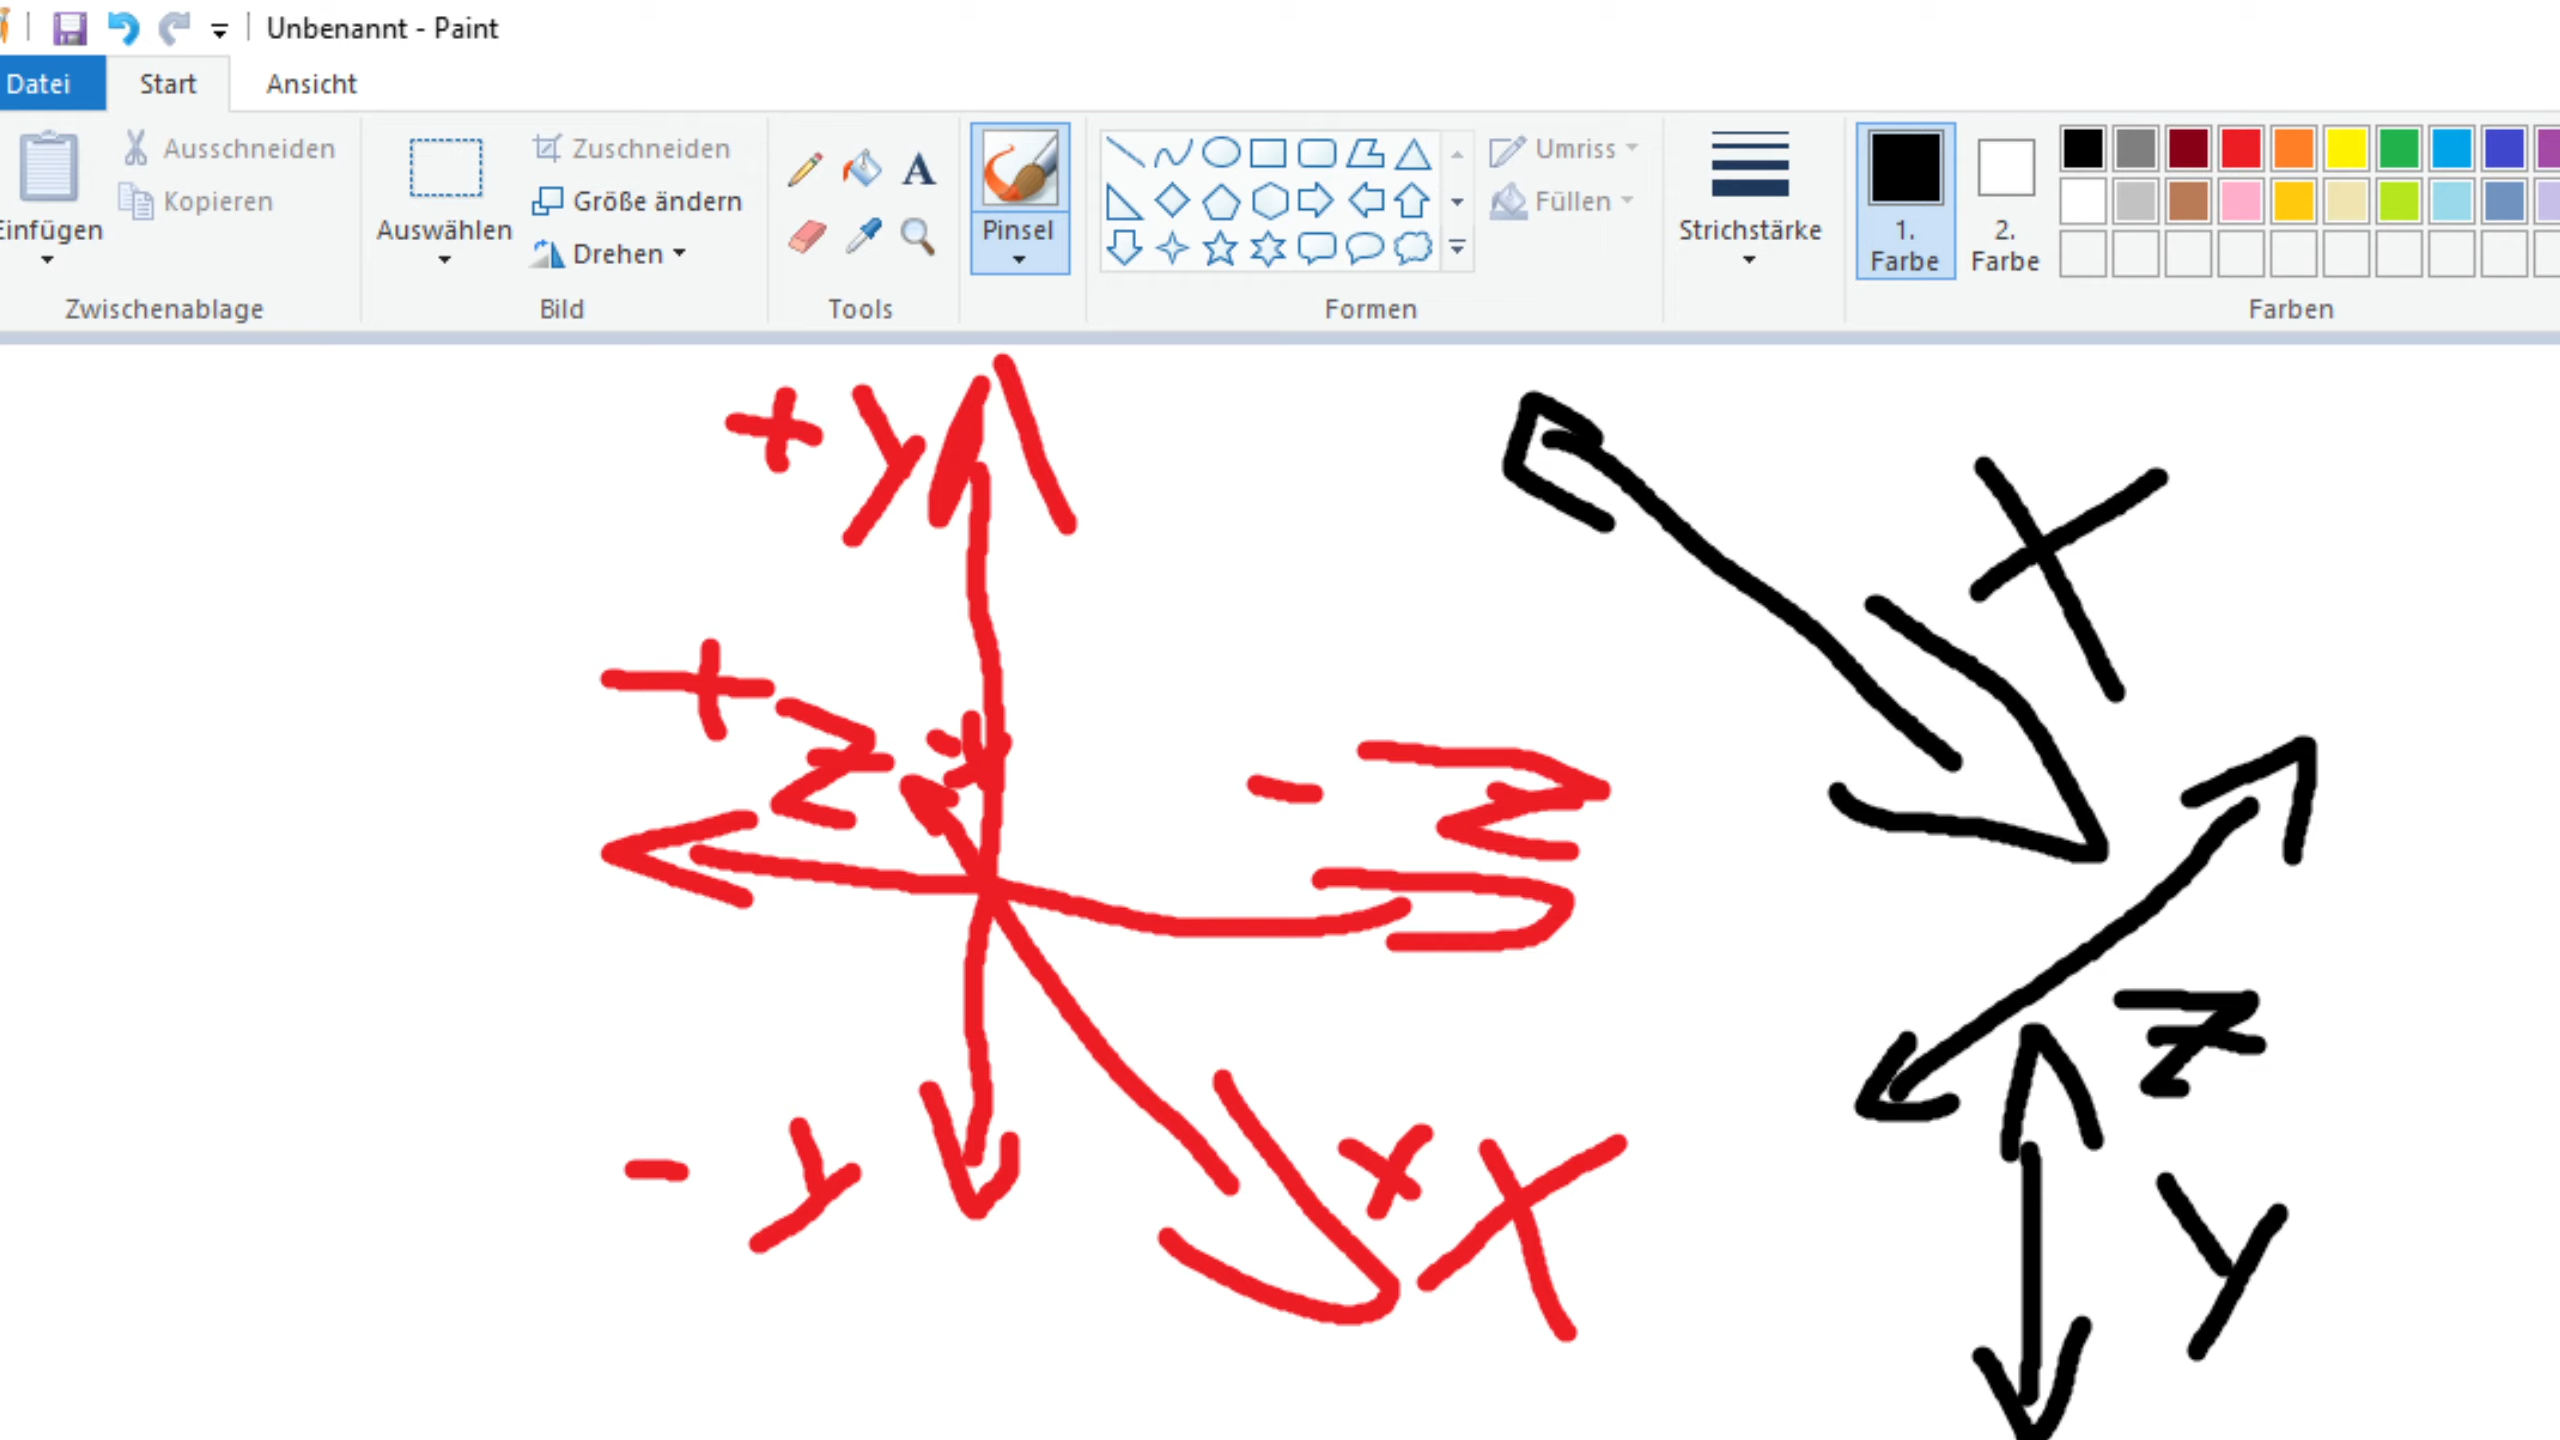 Unbenannt - Paint
Datei Start Ansicht
Einfügen
Ausschneiden
Kopieren
Zwischenablage
Auswählen
Zuschneiden
Größe ändern
Drehen
Bild
A
Tools
Pinsel
Formen
Umriss
Füllen
Strichstärke
1. Farbe
2. Farbe
Farben
+ y
+ z
- z
- y
+ X
X
z
y